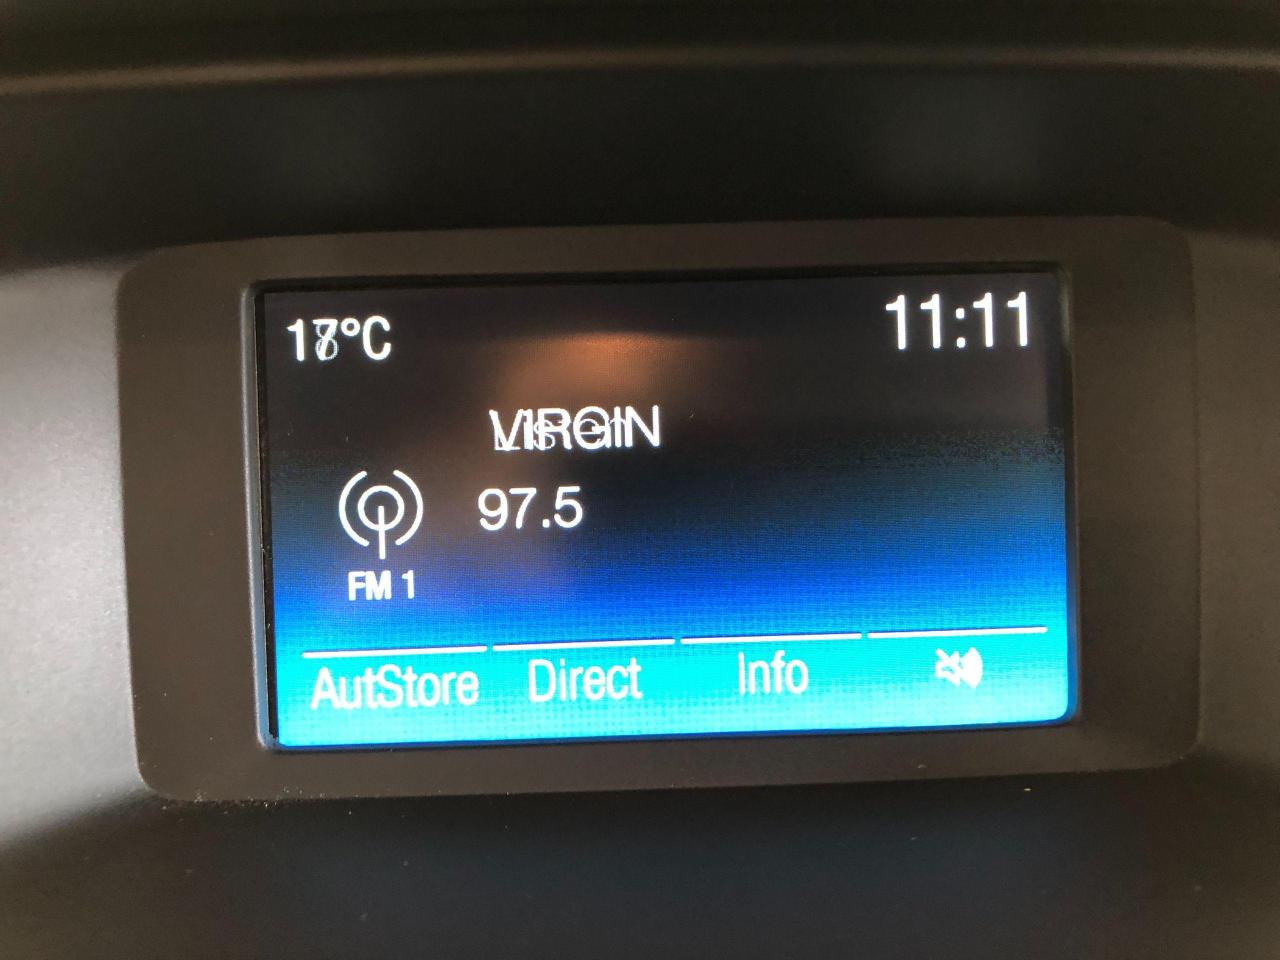 17°C
11:11
VIRGIN
97.5
FM 1
AutStore
Direct
Info